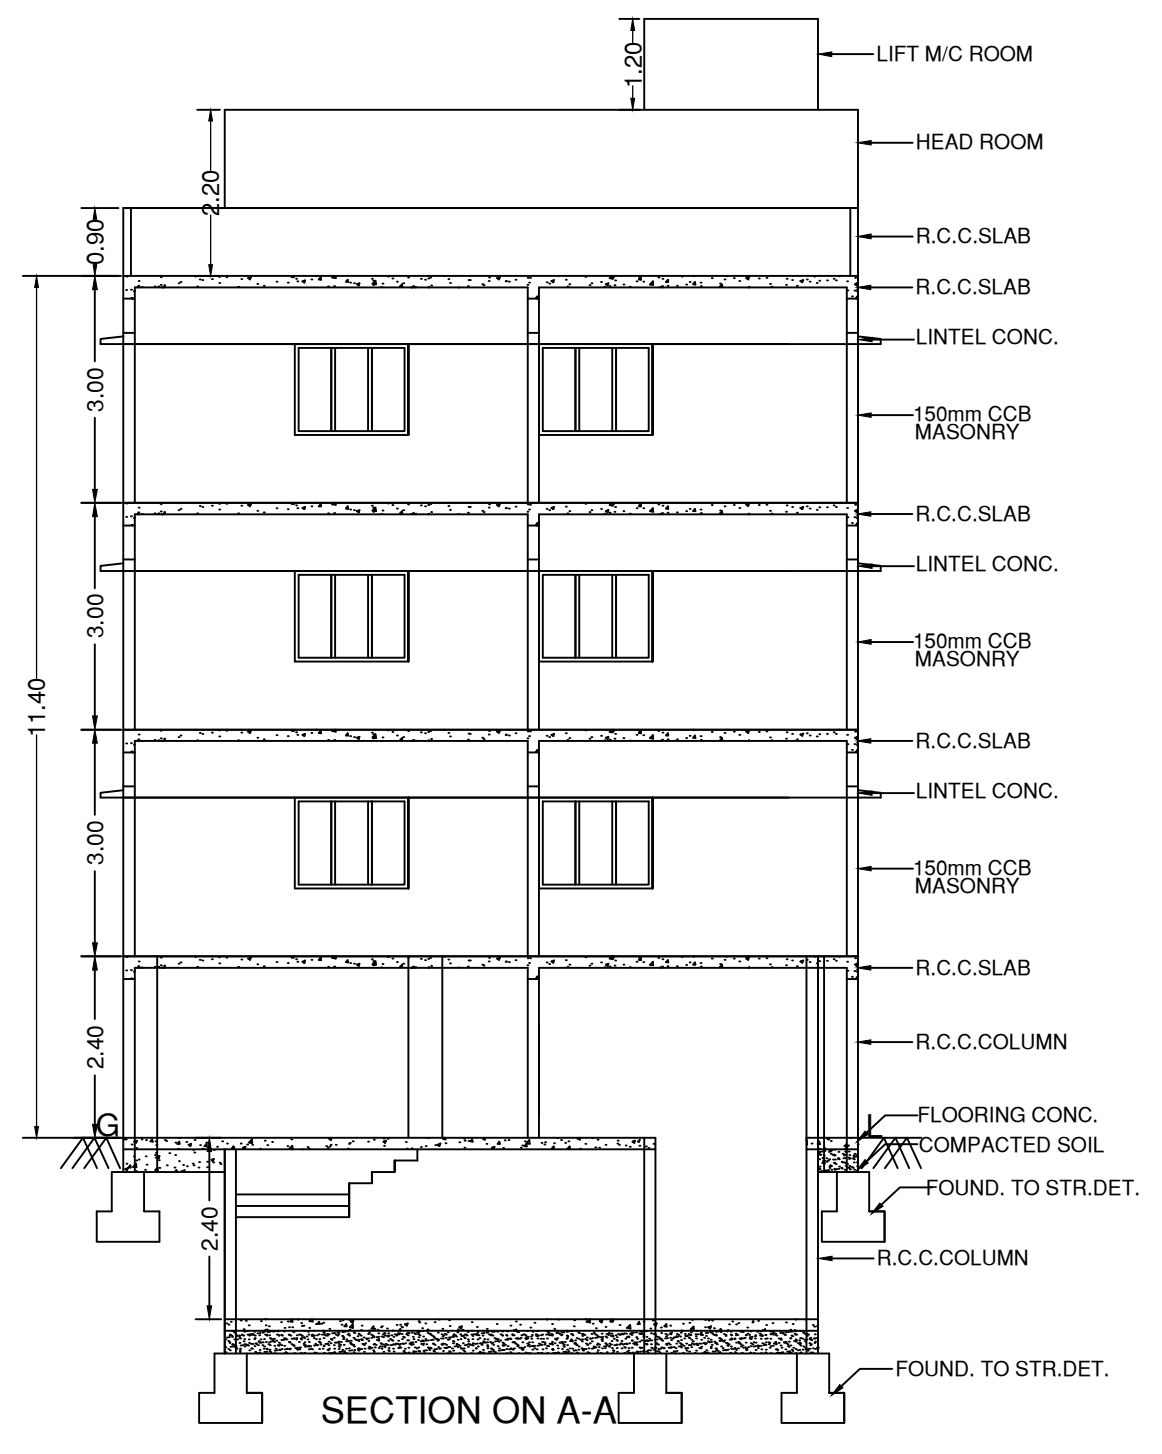 1.20
LIFT M/C ROOM
HEAD ROOM
2.20
0.90
R.C.C.SLAB
R.C.C.SLAB
LINTEL CONC.
3.00
150mm CCB
MASONRY
R.C.C.SLAB
LINTEL CONC.
3.00
150mm CCB
MASONRY
11.40
R.C.C.SLAB
LINTEL CONC.
3.00
150mm CCB
MASONRY
R.C.C.SLAB
2.40
R.C.C.COLUMN
G
L
FLOORING CONC.
COMPACTED SOIL
FOUND. TO STR.DET.
2.40
R.C.C.COLUMN
FOUND. TO STR.DET.
SECTION ON A-A